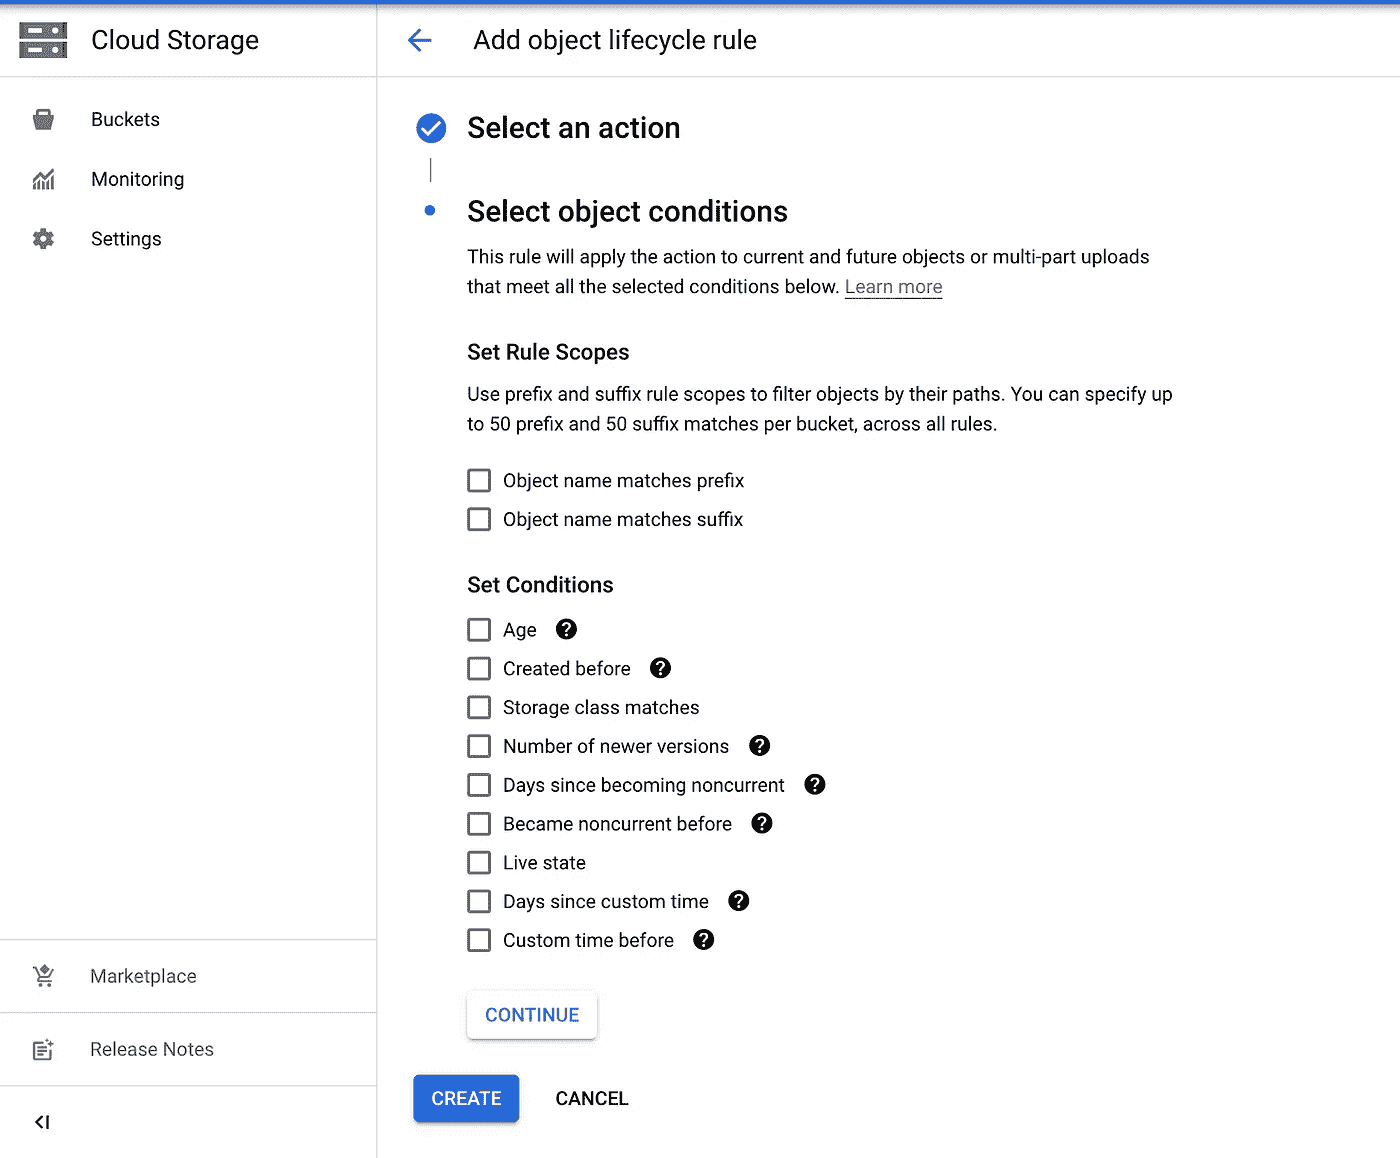 Cloud Storage
Add object lifecycle rule
Buckets
Monitoring
Settings
Marketplace
Release Notes
Select an action
Select object conditions
This rule will apply the action to current and future objects or multi-part uploads
that meet all the selected conditions below. Learn more
Set Rule Scopes
Use prefix and suffix rule scopes to filter objects by their paths. You can specify up
to 50 prefix and 50 suffix matches per bucket, across all rules.
Object name matches prefix
Object name matches suffix
Set Conditions
Age ?
Created before ?
Storage class matches
Number of newer versions ?
Days since becoming noncurrent ?
Became noncurrent before ?
Live state
Days since custom time ?
Custom time before ?
CONTINUE
CREATE CANCEL